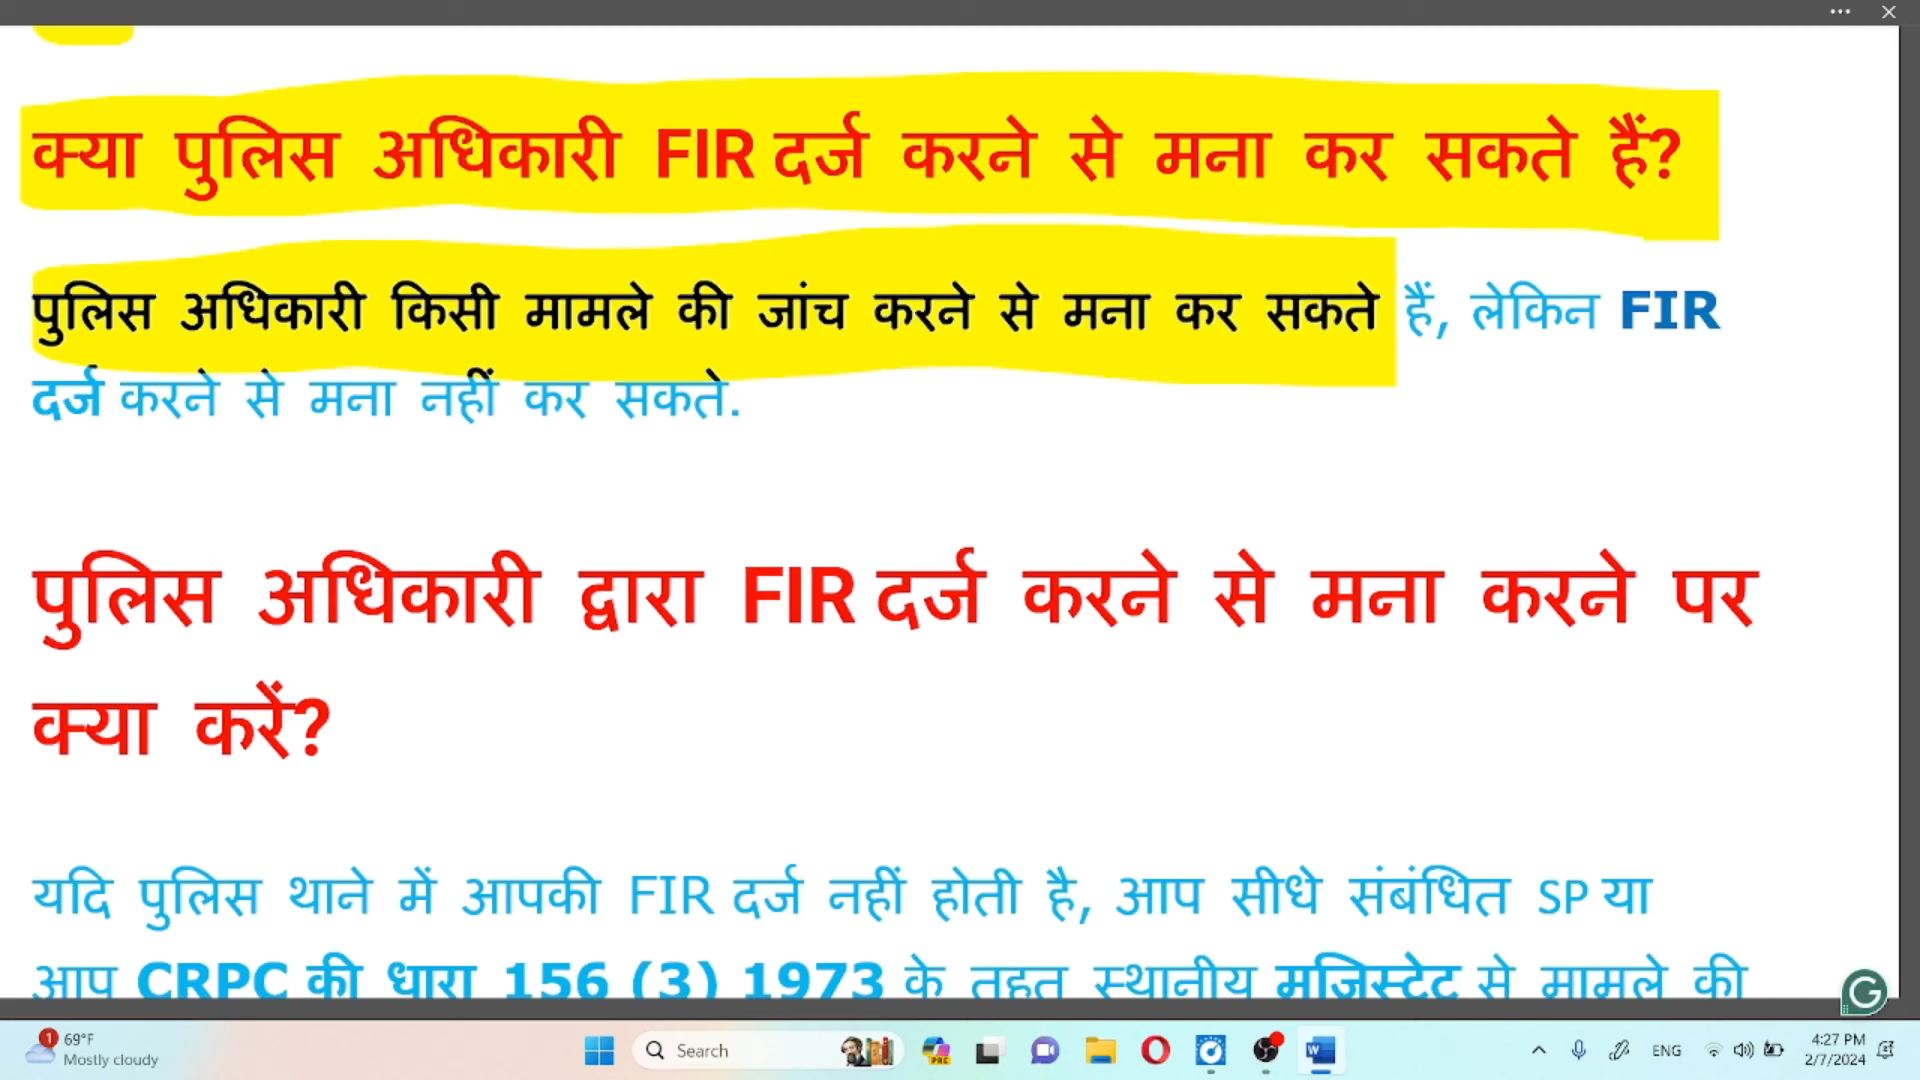 क्या पुलिस अधिकारी FIR दर्ज करने से मना कर सकते हैं?
पुलिस अधिकारी किसी मामले की जांच करने से मना कर सकते हैं, लेकिन FIR
दर्ज करने से मना नहीं कर सकते.
पुलिस अधिकारी द्वारा FIR दर्ज करने से मना करने पर
क्या करें?
यदि पुलिस थाने में आपकी FIR दर्ज नहीं होती है, आप सीधे संबंधित SP या
आप CRPC की धारा 156 (3) 1973 के तहत स्थानीय मजिस्टेट से मामले की
1
69°F
Mostly cloudy
Search
PRE
ENG
4:27 PM
2/7/2024